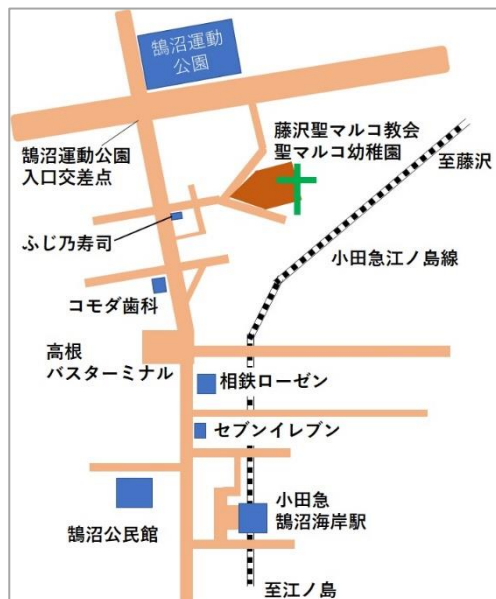 鵠沼運動
公園
鵠沼運動公園
入口交差点
藤沢聖マルコ教会
聖マルコ幼稚園
至藤沢
ふじ乃寿司
小田急江ノ島線
コモダ歯科
高根
バスターミナル
相鉄ローゼン
セブンイレブン
鵠沼公民館
小田急
鵠沼海岸駅
至江ノ島